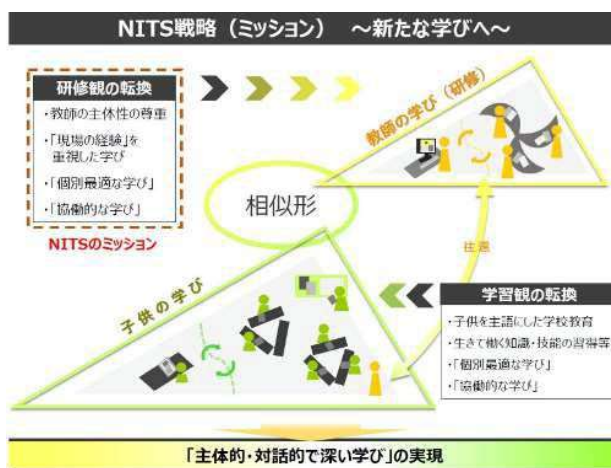 NITS戦略（ミッション）　～新たな学びへ～
研修観の転換
・教師の主体性の尊重
・「現場の経験」を
重視した学び
・「個別最適な学び」
・「協働的な学び」
NITSのミッション
教師の学び（研修）
相似形
往還
子供の学び
学習観の転換
・子供を主語にした学校教育
・生きて働く知識・技能の習得等
・「個別最適な学び」
・「協働的な学び」
「主体的・対話的で深い学び」の実現